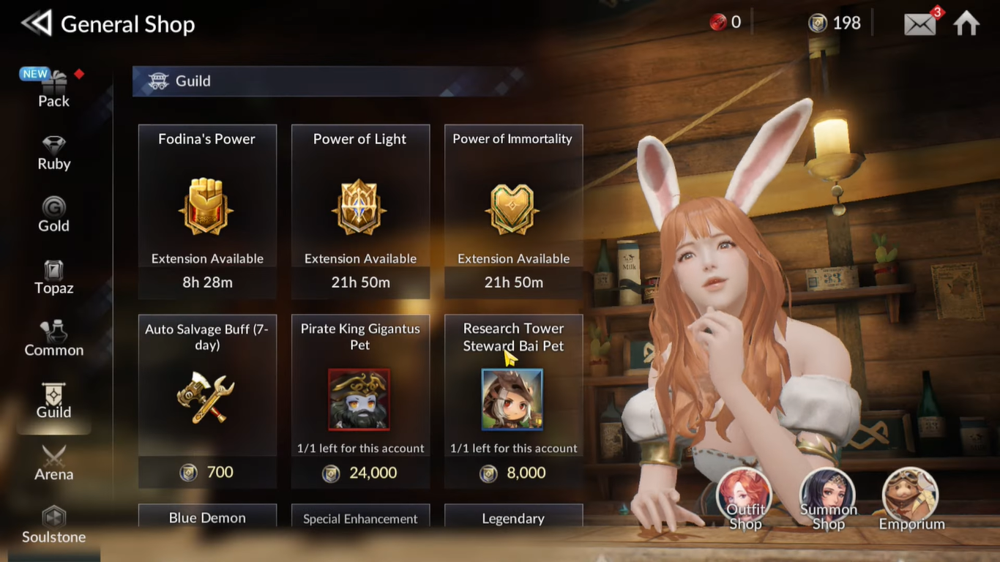 General Shop
0
198
3
NEW
Pack
Ruby
Gold
Topaz
Common
Guild
Arena
Soulstone
Guild
Fodina's Power
Extension Available
8h 28m
Power of Light
Extension Available
21h 50m
Power of Immortality
Extension Available
21h 50m
Auto Salvage Buff (7-
day)
700
Pirate King Gigantus
Pet
1/1 left for this account
24,000
Research Tower
Steward Bai Pet
1/1 left for this account
8,000
Blue Demon
Special Enhancement
Legendary
Milk
33
Outfit
Shop
Summon
Shop
Emporium